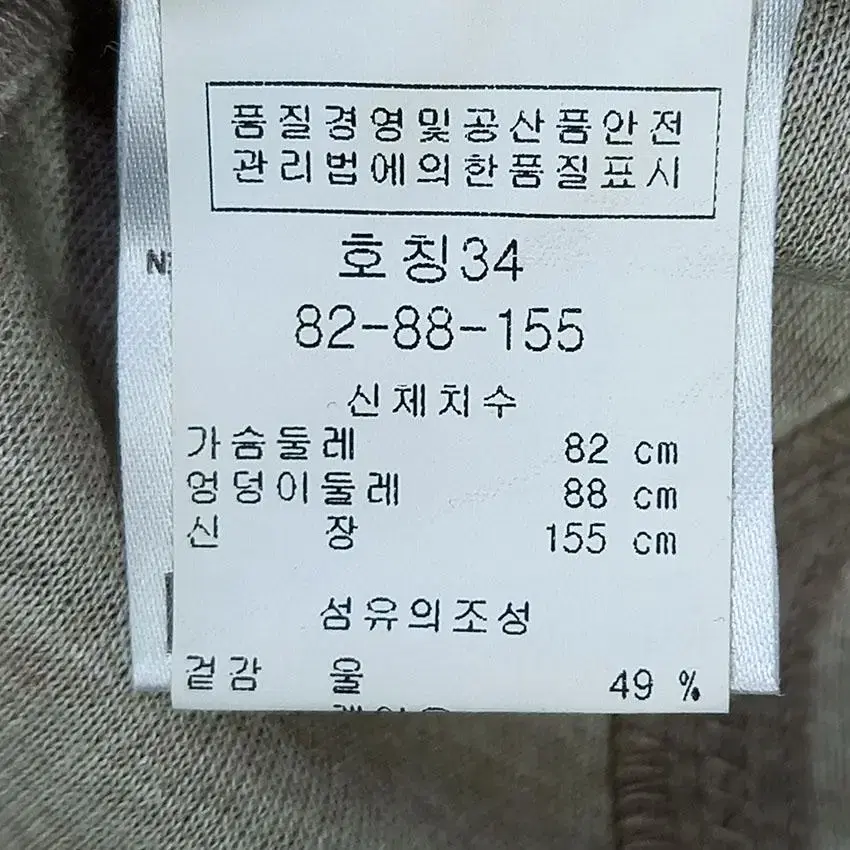 품질경영및공산품안전
관리법에의한품질표시
호칭34
82-88-155
신체치수
가슴둘레 82 cm
엉덩이둘레 88 cm
신 장 155 cm
섬유의조성
겉감 울 49 %